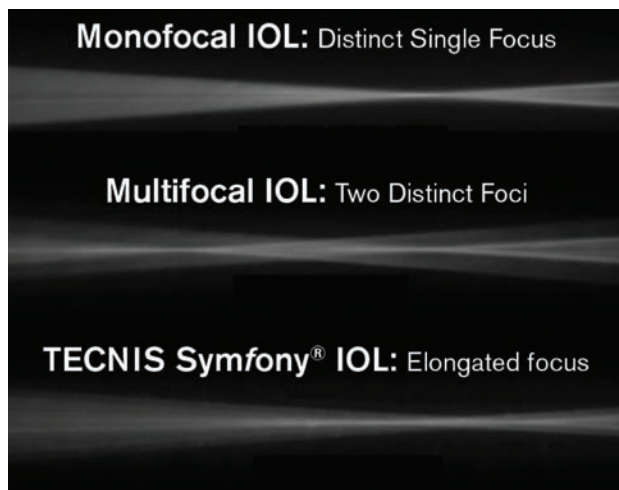 Monofocal IOL: Distinct Single Focus
Multifocal IOL: Two Distinct Foci
TECNIS Symfony® IOL: Elongated focus